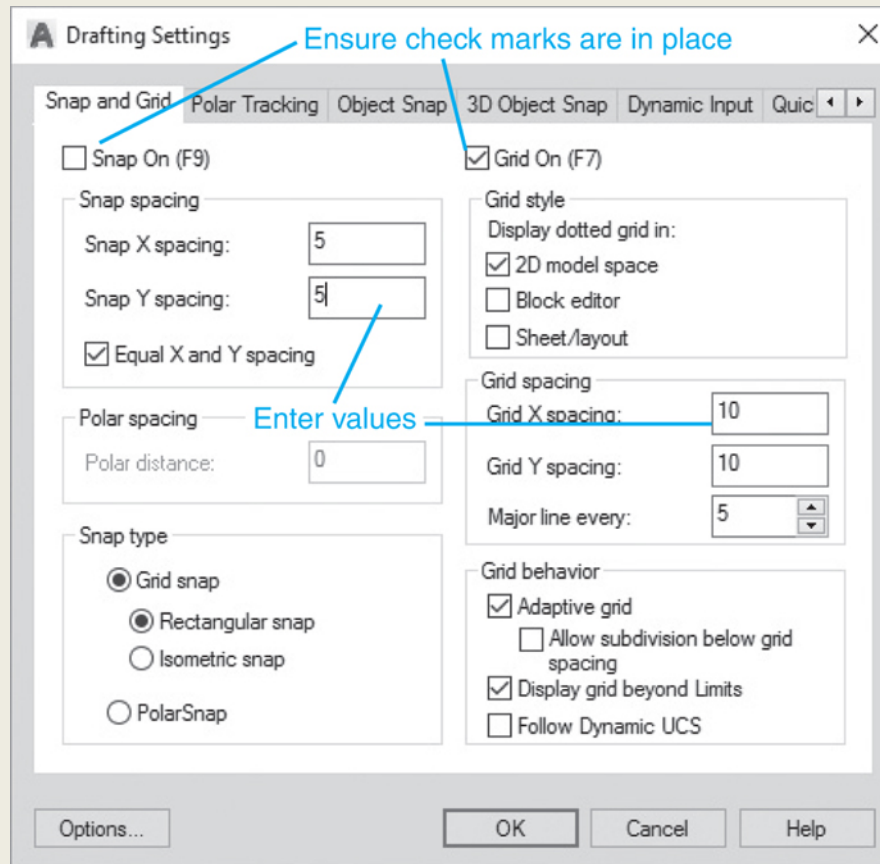 Drafting Settings
Ensure check marks are in place
Snap and Grid Polar Tracking Object Snap 3D Object Snap Dynamic Input Quic
Snap On (F9)
Snap spacing
Snap X spacing: 5
Snap Y spacing: 5
Equal X and Y spacing
Polar spacing
Enter values
Polar distance: 0
Snap type
Grid snap
Rectangular snap
Isometric snap
PolarSnap
Grid On (F7)
Grid style
Display dotted grid in:
2D model space
Block editor
Sheet/layout
Grid spacing
Grid X spacing: 10
Grid Y spacing: 10
Major line every: 5
Grid behavior
Adaptive grid
Allow subdivision below grid
spacing
Display grid beyond Limits
Follow Dynamic UCS
Options... OK Cancel Help